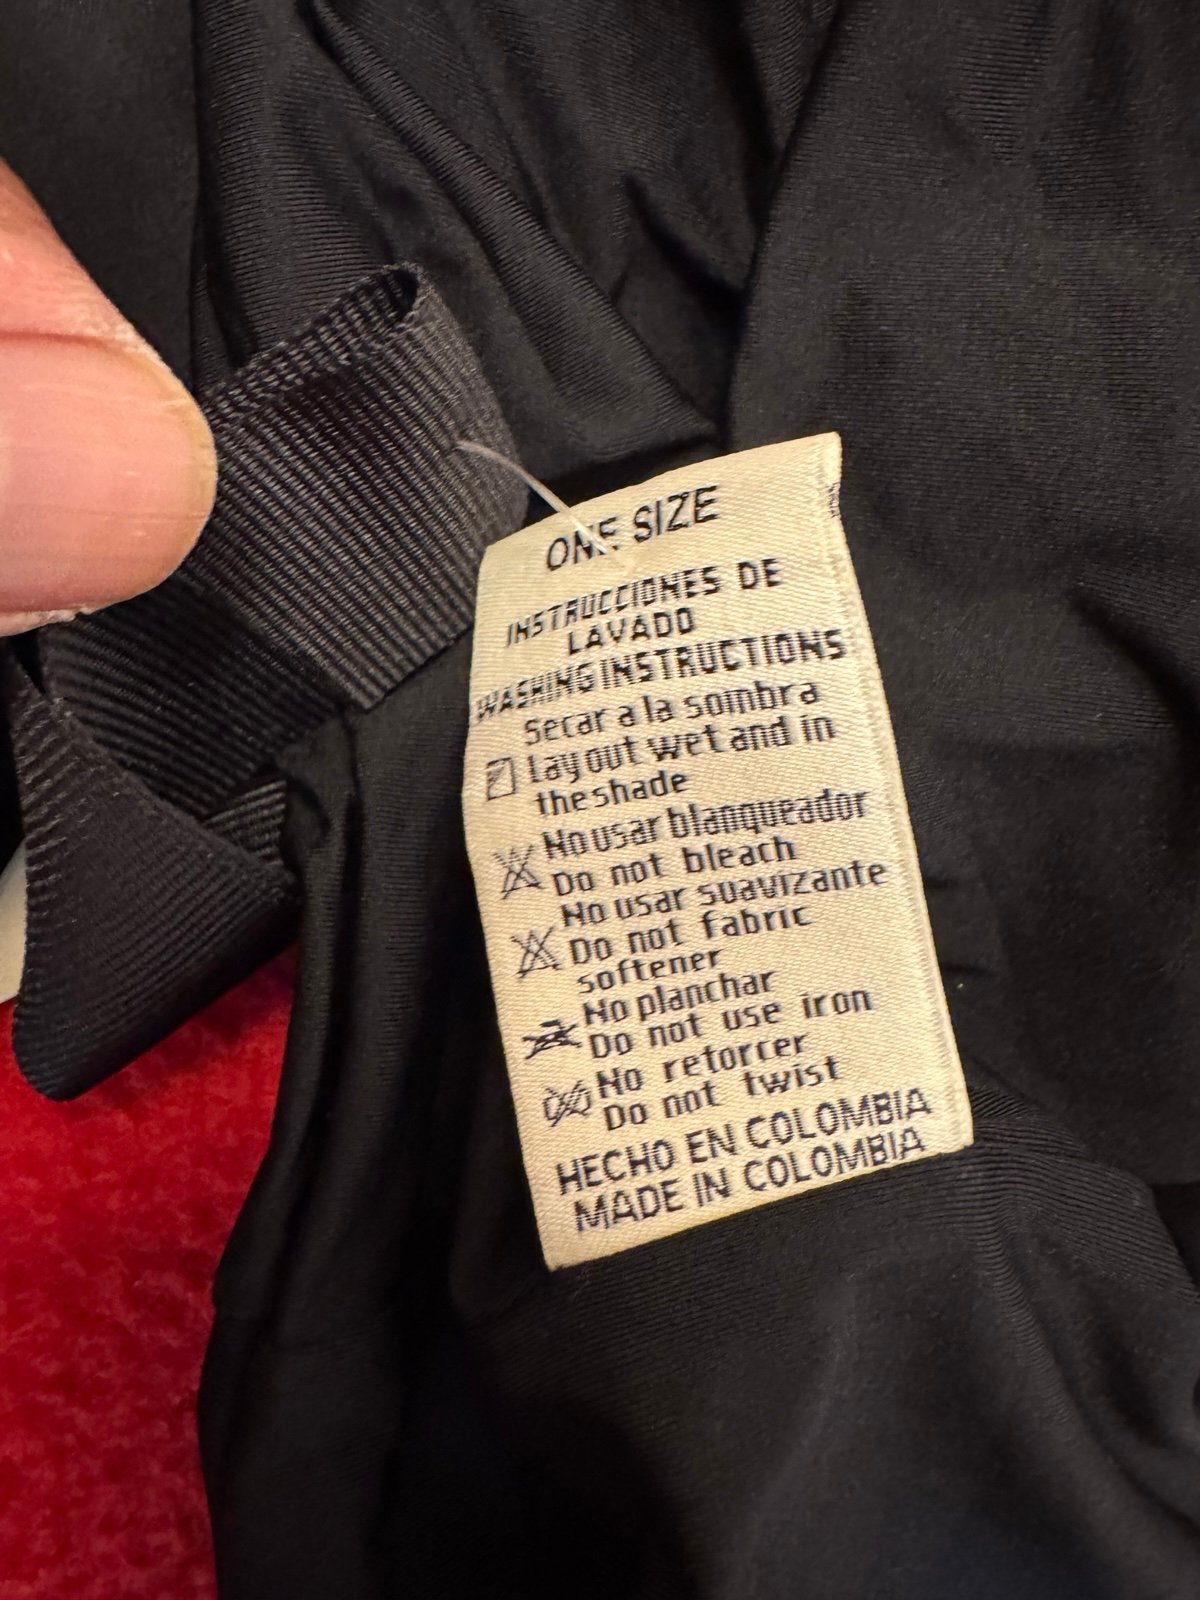 ONE SIZE
INSTRUCCIONES DE
LAVADO
WASHING INSTRUCTIONS
Secar a la sombra
Lay out wet and in
the shade
No usar blanqueador
Do not bleach
No usar suavizante
Do not fabric
softener
No planchar
Do not use iron
No retorcer
Do not twist
HECHO EN COLOMBIA
MADE IN COLOMBIA